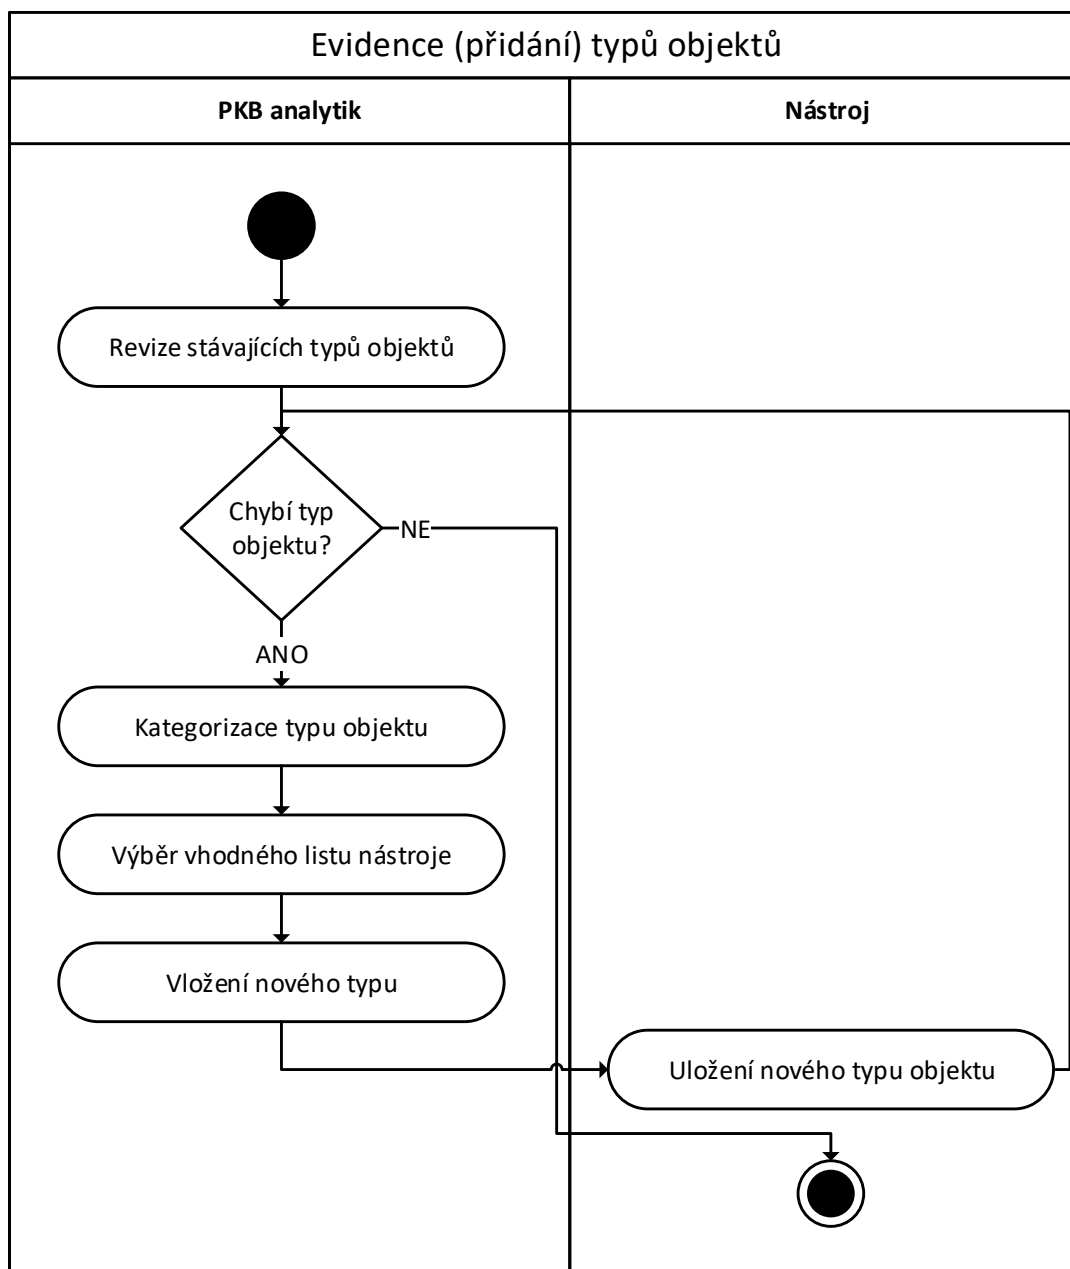 Evidence (přidání) typů objektů
PKB analytik
Nástroj
Revize stávajících typů objektů
Chybí typ
objektu?
NE
ANO
Kategorizace typu objektu
Výběr vhodného listu nástroje
Vložení nového typu
Uložení nového typu objektu